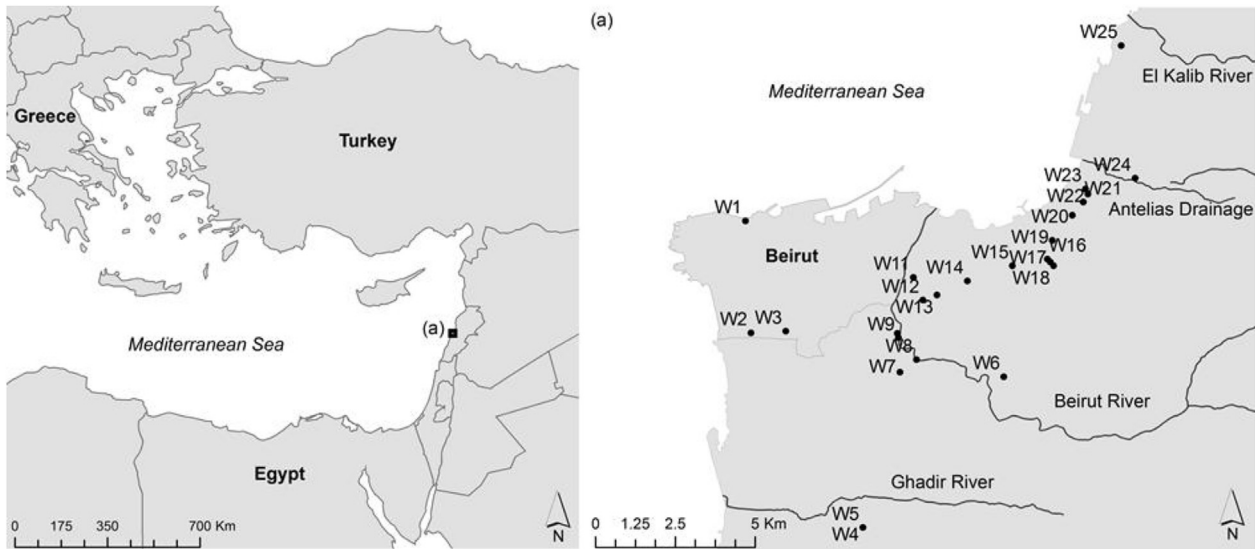 Greece
Turkey
(a)
Mediterranean Sea
Egypt
0 175 350 700 Km
N
(a)
W25
El Kalib River
Mediterranean Sea
W24
W23
W21
W22
Antelias Drainage
W1
W20
W19
W16
Beirut
W15
W17
W11
W14
W18
W12
W13
W2
W3
W9
W8
W7
W6
Beirut River
Ghadir River
W5
W4
0 1.25 2.5 5 Km
N